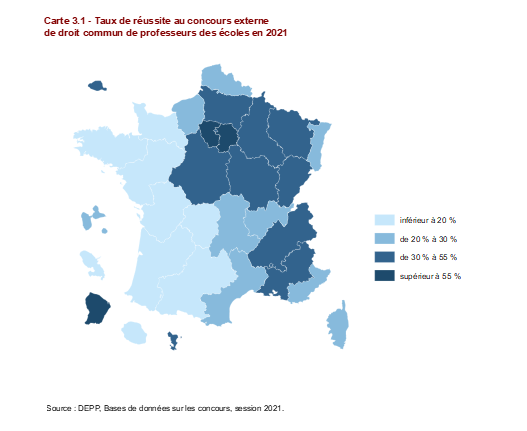 Carte 3.1 - Taux de réussite au concours externe
de droit commun de professeurs des écoles en 2021
inférieur à 20 %
de 20 % à 30 %
de 30 % à 55 %
supérieur à 55 %
Source : DEPP, Bases de données sur les concours, session 2021.